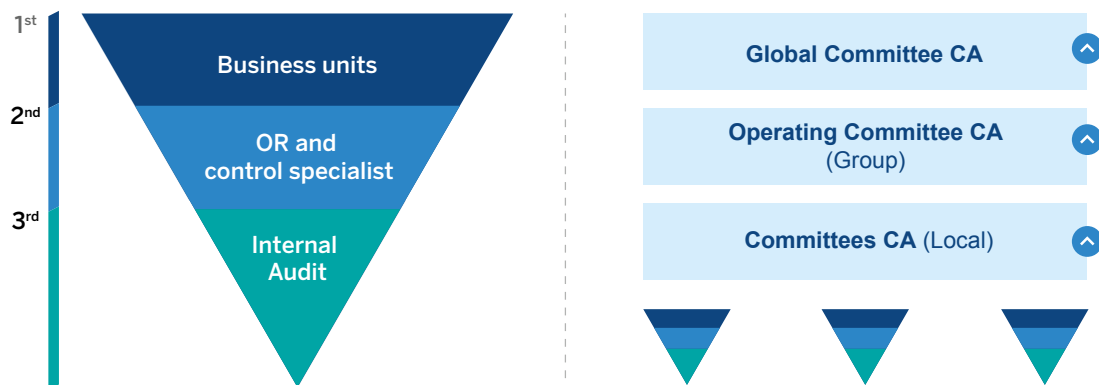 1st
Business units
2nd
OR and
control specialist
3rd
Internal
Audit
Global Committee CA
Operating Committee CA
(Group)
Committees CA (Local)